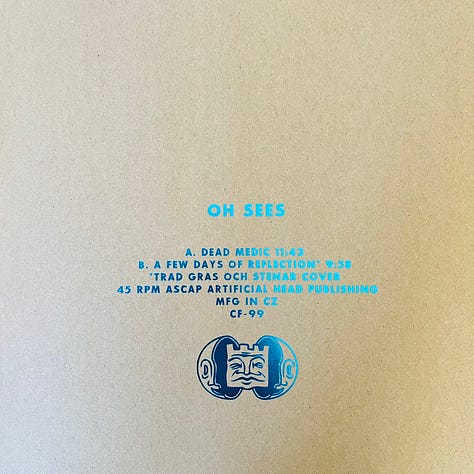 OH SEES
A. DEAD MEDIC 11:43
B. A FEW DAYS OF REFLECTION* 9:58
*TRAD GRAS OCH STENAR COVER
45 RPM ASCAP ARTIFICIAL HEAD PUBLISHING
MFG IN CZ
CF-99